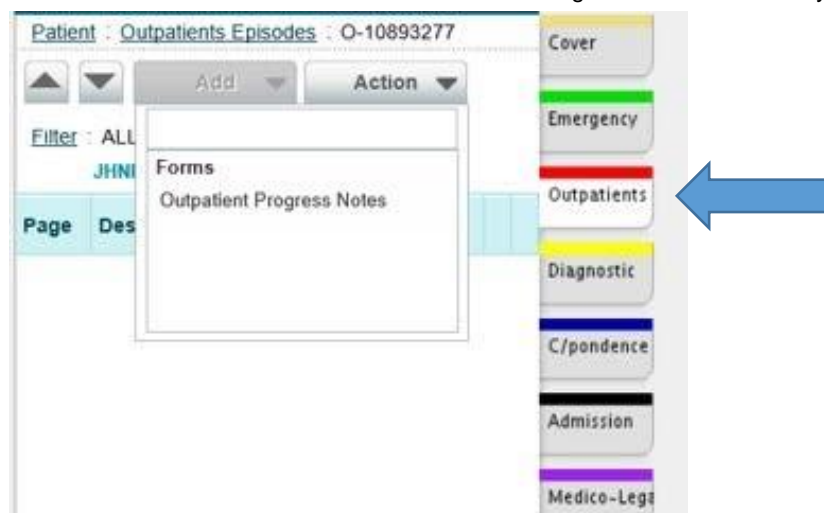 Patient : Outpatients Episodes : O-10893277
Add
Action
Filter : ALL
JHNI
Forms
Outpatient Progress Notes
Page Des
Cover
Emergency
Outpatients
Diagnostic
C/pondence
Admission
Medico-Lega